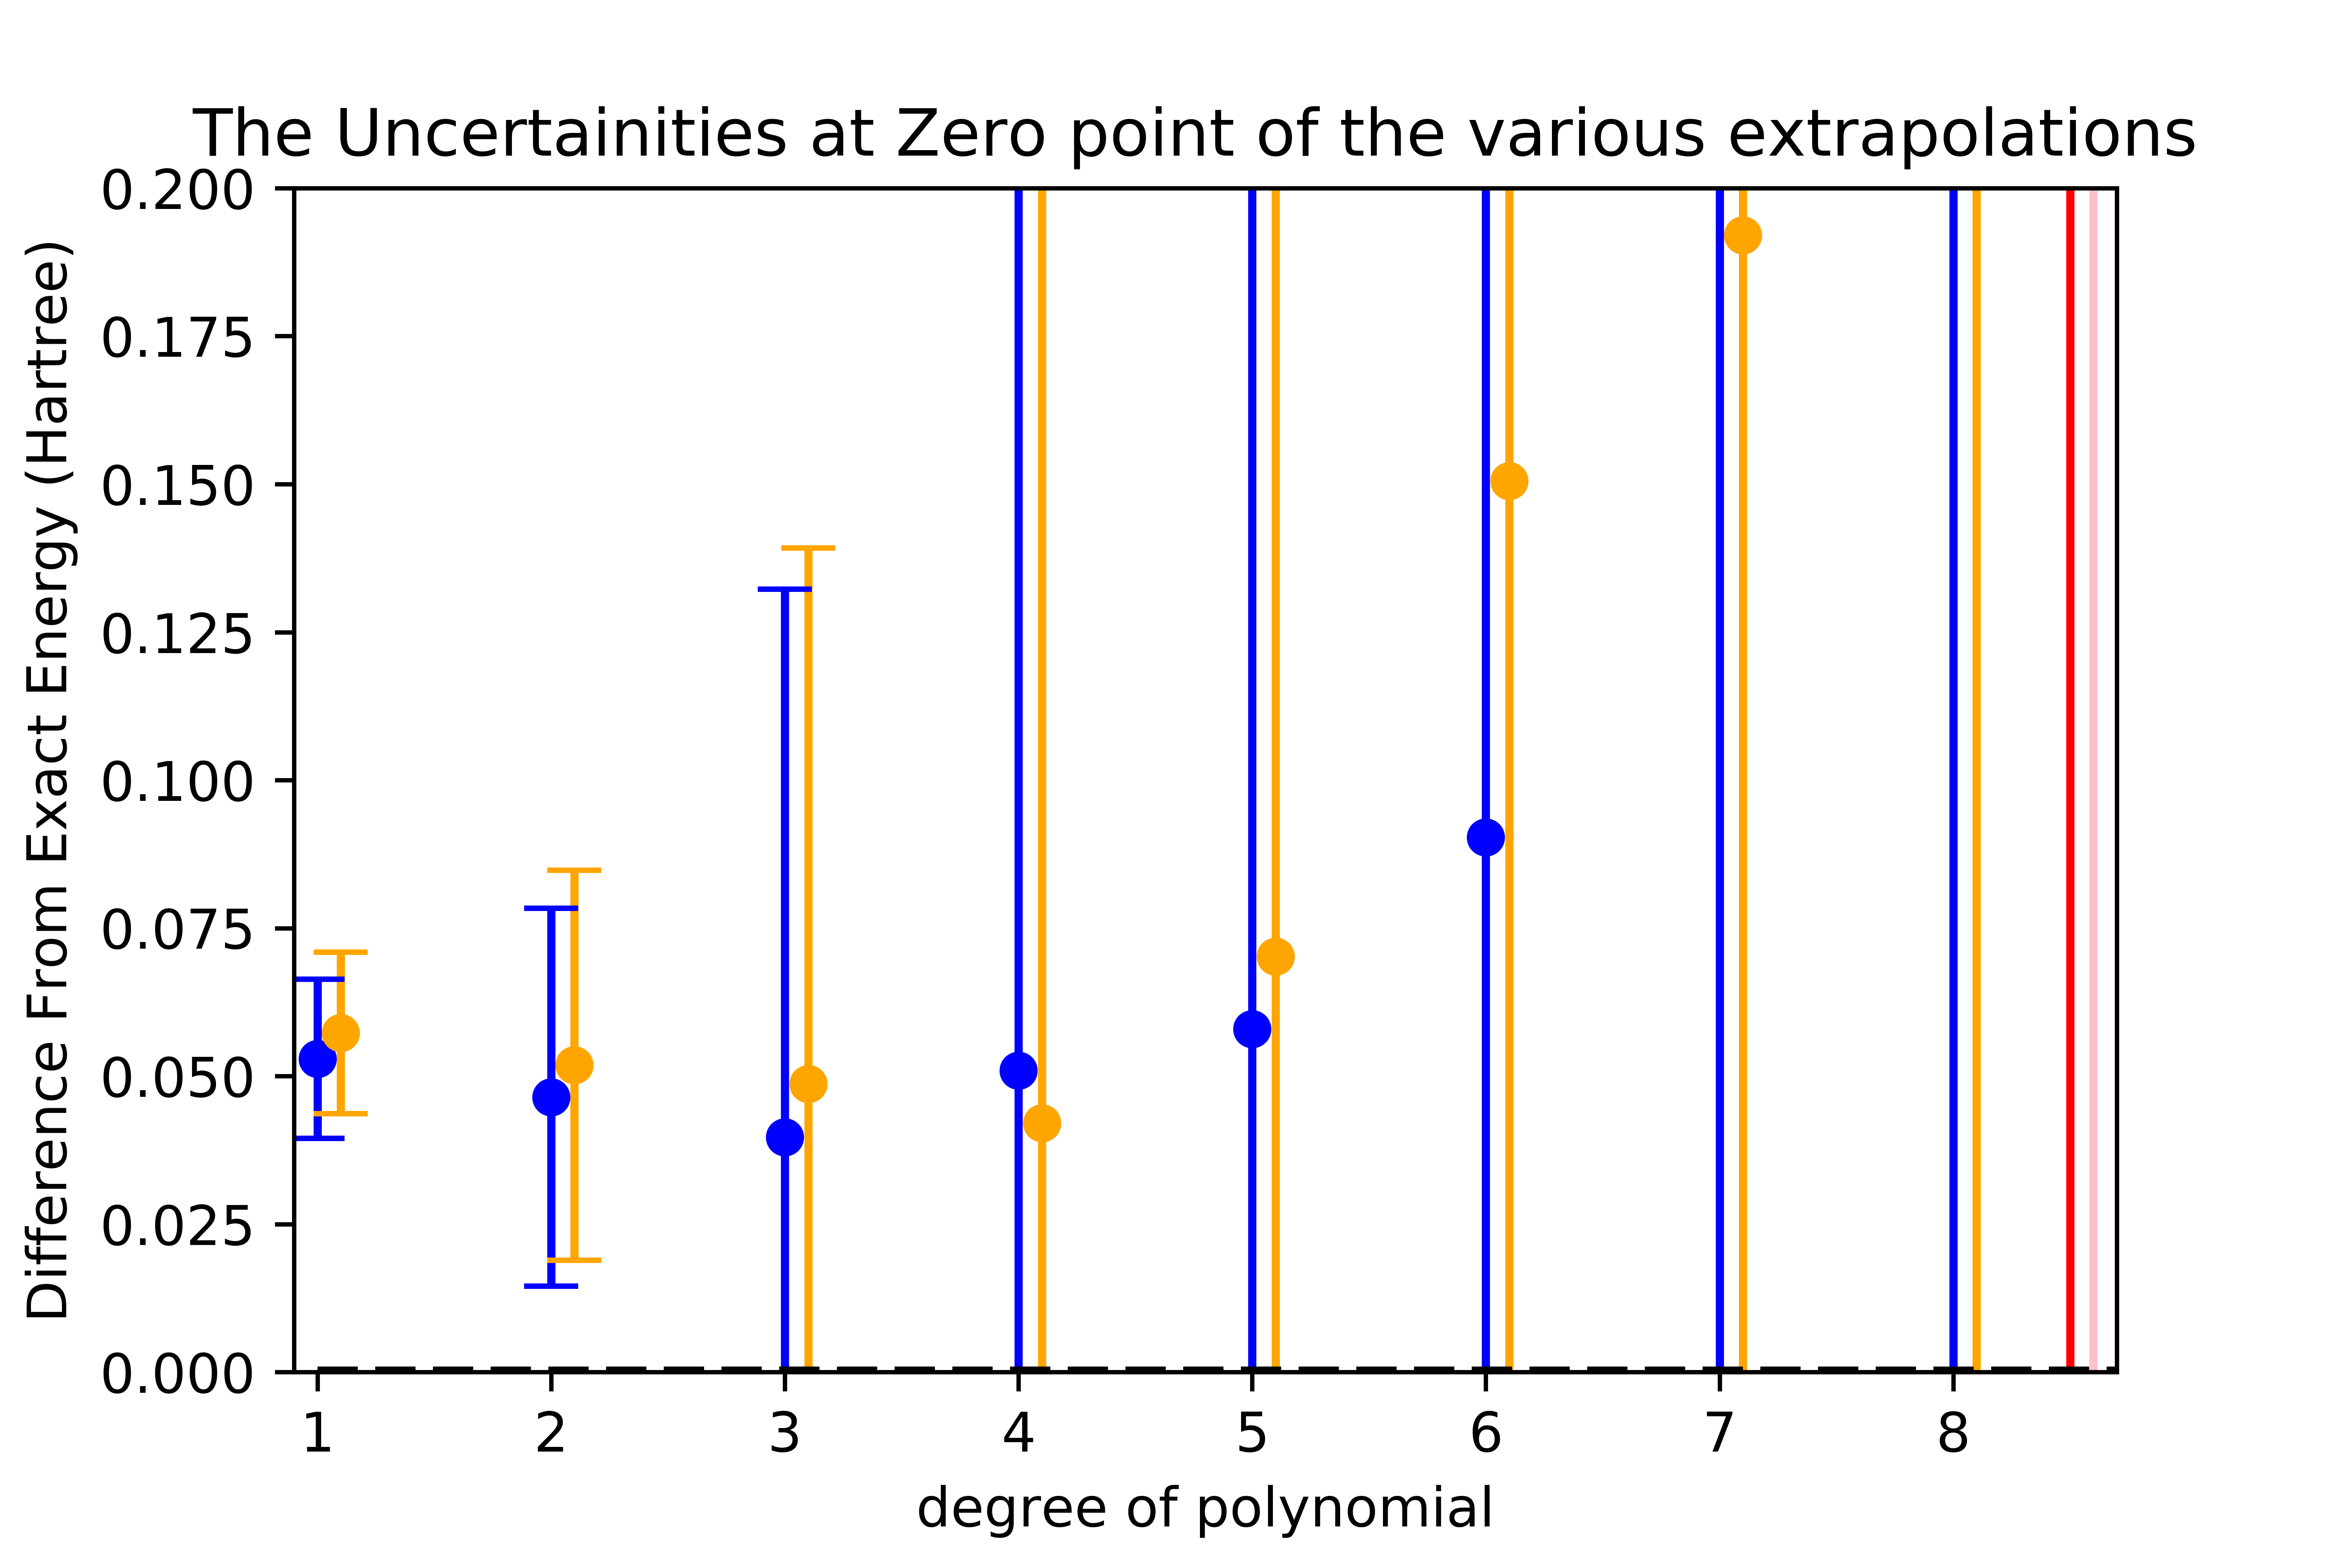 The Uncertainities at Zero point of the various extrapolations
Difference From Exact Energy (Hartree)
0.200
0.175
0.150
0.125
0.100
0.075
0.050
0.025
0.000
1 2 3 4 5 6 7 8
degree of polynomial